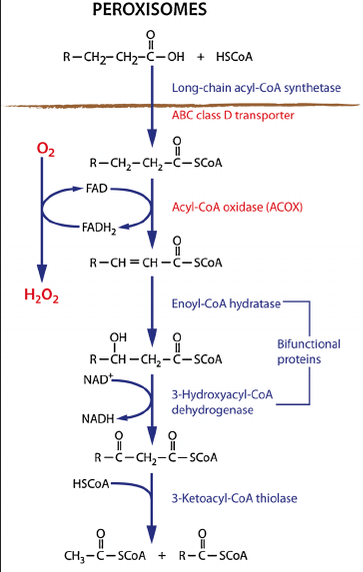 PEROXISOMES
O
R–CH₂–CH₂–C–OH + HSCoA
Long-chain acyl-CoA synthetase
ABC class D transporter
O₂
O
R–CH₂–CH₂–C–SCoA
FAD
Acyl-CoA oxidase (ACOX)
FADH₂
O
R–CH=CH–C–SCoA
H₂O₂
Enoyl-CoA hydratase
OH O
R–CH–CH₂–C–SCoA
Bifunctional
proteins
NAD⁺
3-Hydroxyacyl-CoA
dehydrogenase
NADH
O O
R–C–CH₂–C–SCoA
HSCoA
3-Ketoacyl-CoA thiolase
O O
CH₃–C–SCoA + R–C–SCoA